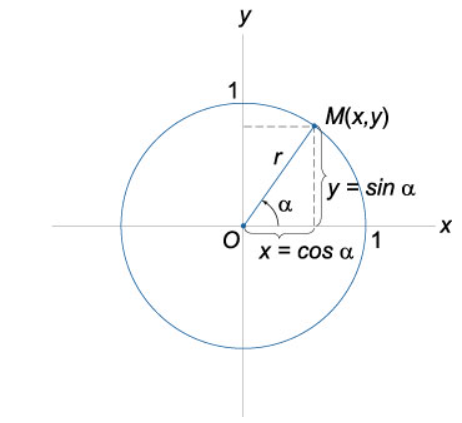 y
1
M(x,y)
r
y = sin α
α
O
x = cos α
1
x